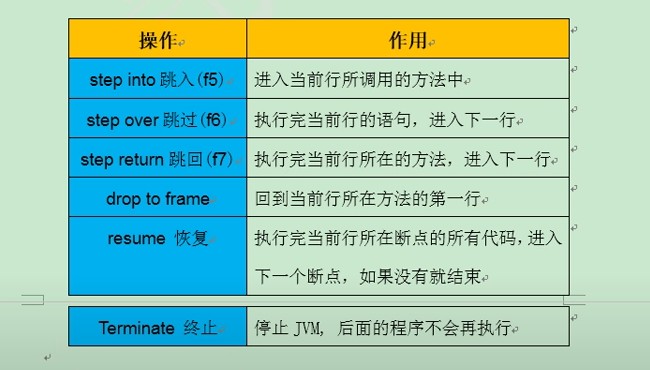 操作 作用
step into 跳入(f5) 进入当前行所调用的方法中
step over 跳过(f6) 执行完当前行的语句，进入下一行
step return 跳回(f7) 执行完当前行所在的方法，进入下一行
drop to frame 回到当前行所在方法的第一行
resume 恢复 执行完当前行所在断点的所有代码，进入
下一个断点，如果没有就结束
Terminate 终止 停止 JVM, 后面的程序不会再执行